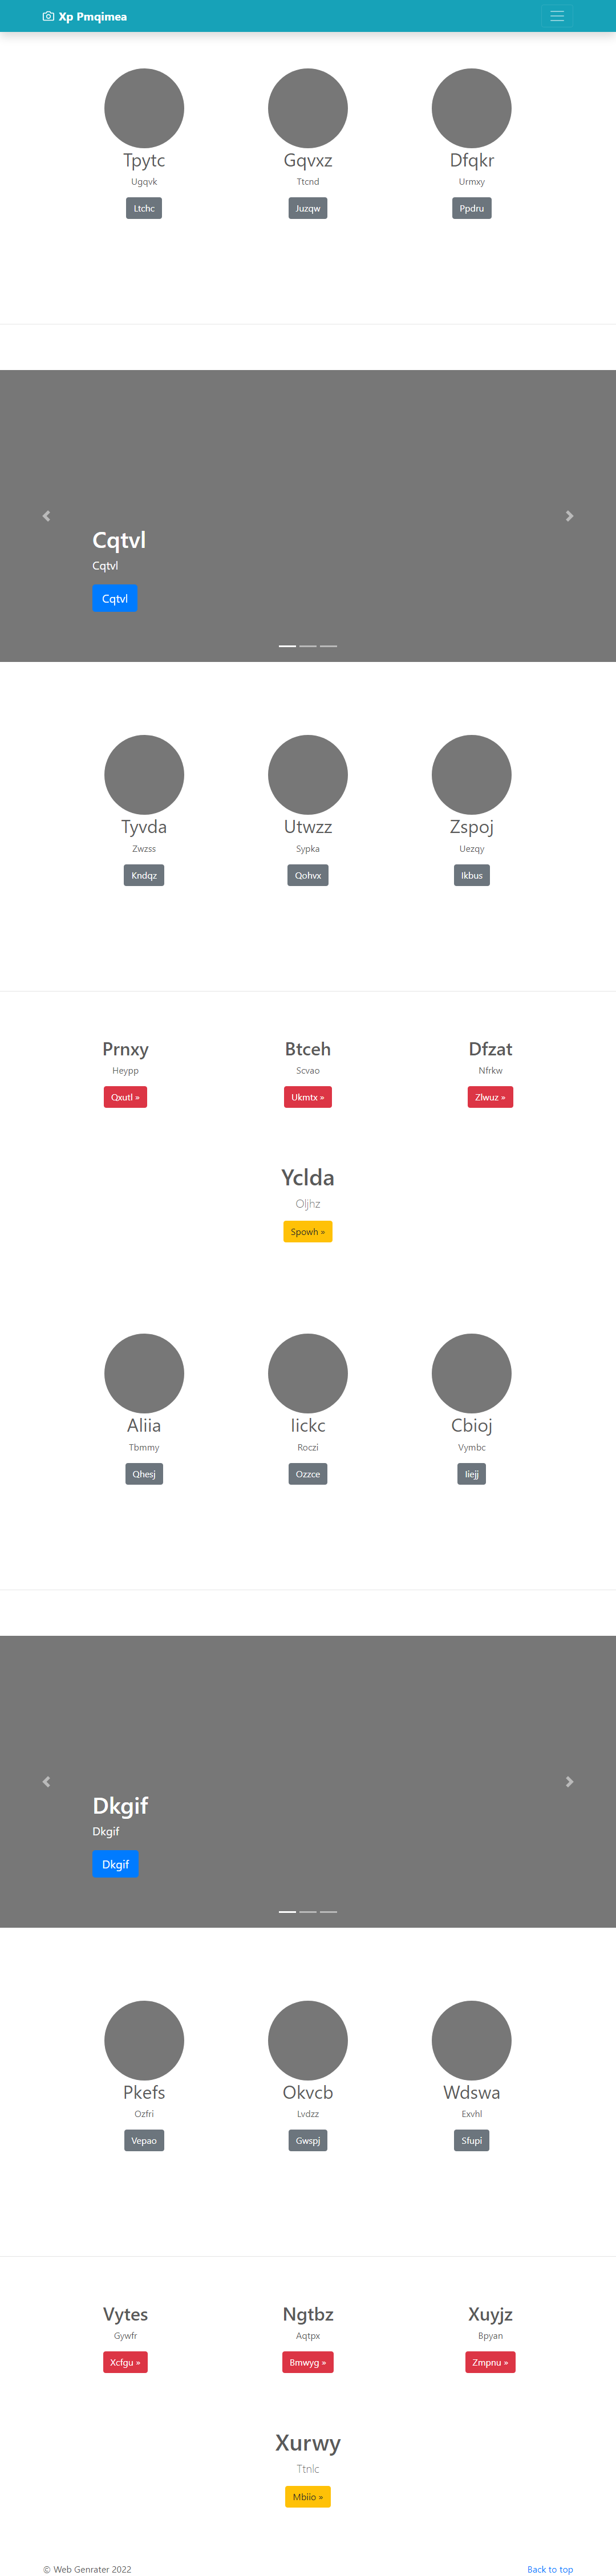 Xp Pmqimea
Tpytc Gqvxz Dfqkr
Ugqvk Ttcnd Urmxy
Ltchc Juzqw Ppdru
Cqtvl
Cqtvl
Cqtvl
Tyvda Utwzz Zspoj
Zwzss Sypka Uezqy
Kndqz Qohvx Ikbus
Prnxy Btceh Dfzat
Heypp Scvao Nfrkw
Qxutl » Ukmtx » Zlwuz »
Yclda
Oljhz
Spowh »
Aliia Iickc Cbioj
Tbmmy Roczi Vymbc
Qhesj Ozzce Iiejj
Dkgif
Dkgif
Dkgif
Pkefs Okvcb Wdswa
Ozfri Lvdzz Exvhl
Vepao Gwspj Sfupi
Vytes Ngtbz Xuyjz
Gywfr Aqtpx Bpyan
Xcfgu » Bmwyg » Zmpnu »
Xurwy
Ttnlc
Mbiio »
© Web Genrater 2022 Back to top